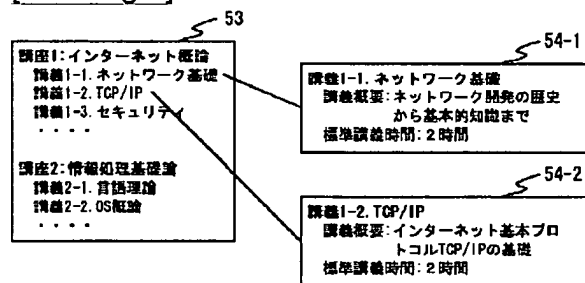 53
講座1:インターネット概論
講義1-1.ネットワーク基礎
講義1-2.TCP/IP
講義1-3.セキュリティ
・・・・
講座2:情報処理基礎論
講義2-1.言語理論
講義2-2.OS概論
・・・・
54-1
講義1-1.ネットワーク基礎
講義概要:ネットワーク開発の歴史
から基本的知識まで
標準講義時間:2時間
54-2
講義1-2.TCP/IP
講義概要:インターネット基本プロ
トコルTCP/IPの基礎
標準講義時間:2時間